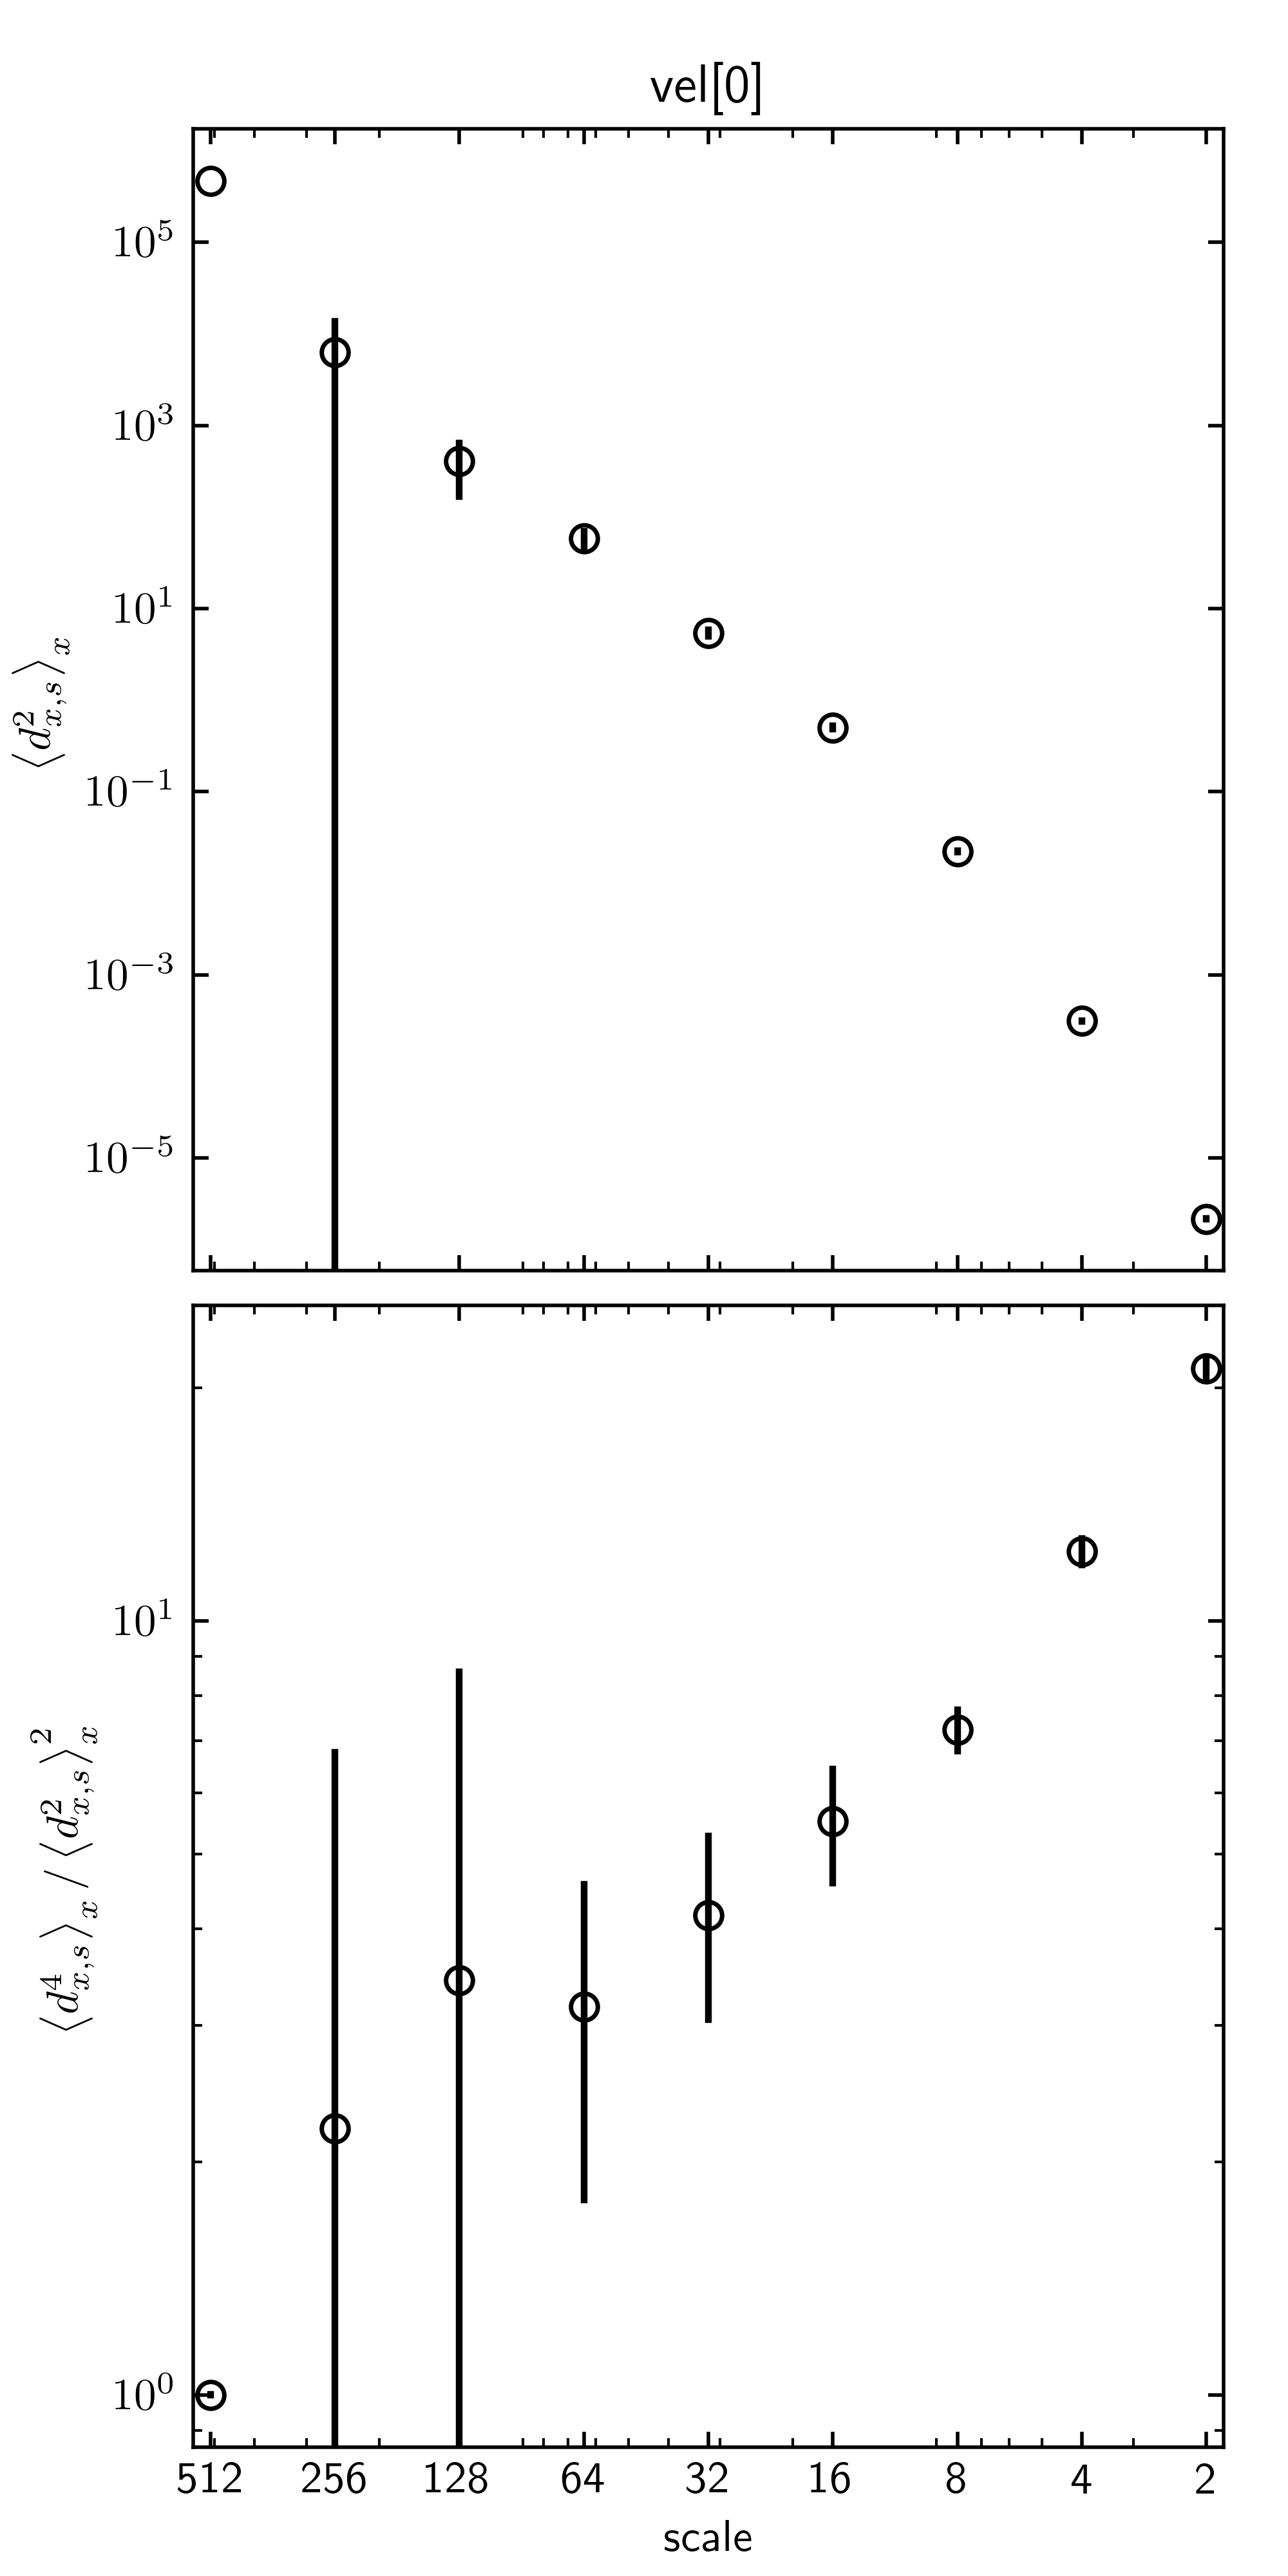 vel[0]
10^5
10^3
10^1
10^−1
10^−3
10^−5
⟨d^2_{x,s}⟩_x
10^1
10^0
⟨d^4_{x,s}⟩_x / ⟨d^2_{x,s}⟩^2_x
512 256 128 64 32 16 8 4 2
scale